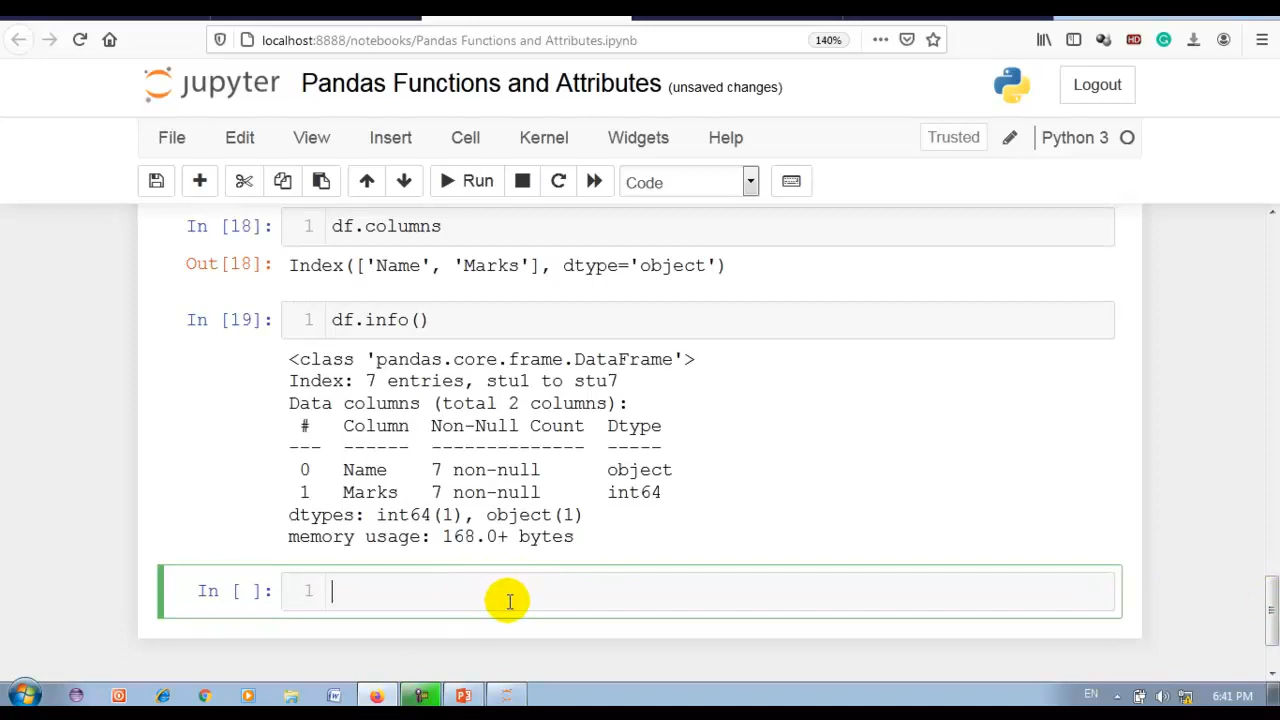 localhost:8888/notebooks/Pandas Functions and Attributes.ipynb 140% HD
jupyter Pandas Functions and Attributes (unsaved changes) Logout
File Edit View Insert Cell Kernel Widgets Help Trusted Python 3
Run Code
In [18]: 1 df.columns
Out[18]: Index(['Name', 'Marks'], dtype='object')
In [19]: 1 df.info()
<class 'pandas.core.frame.DataFrame'>
Index: 7 entries, stu1 to stu7
Data columns (total 2 columns):
# Column Non-Null Count Dtype
--- ------ -------------- -----
0 Name 7 non-null object
1 Marks 7 non-null int64
dtypes: int64(1), object(1)
memory usage: 168.0+ bytes
In [ ]: 1
EN 6:41 PM